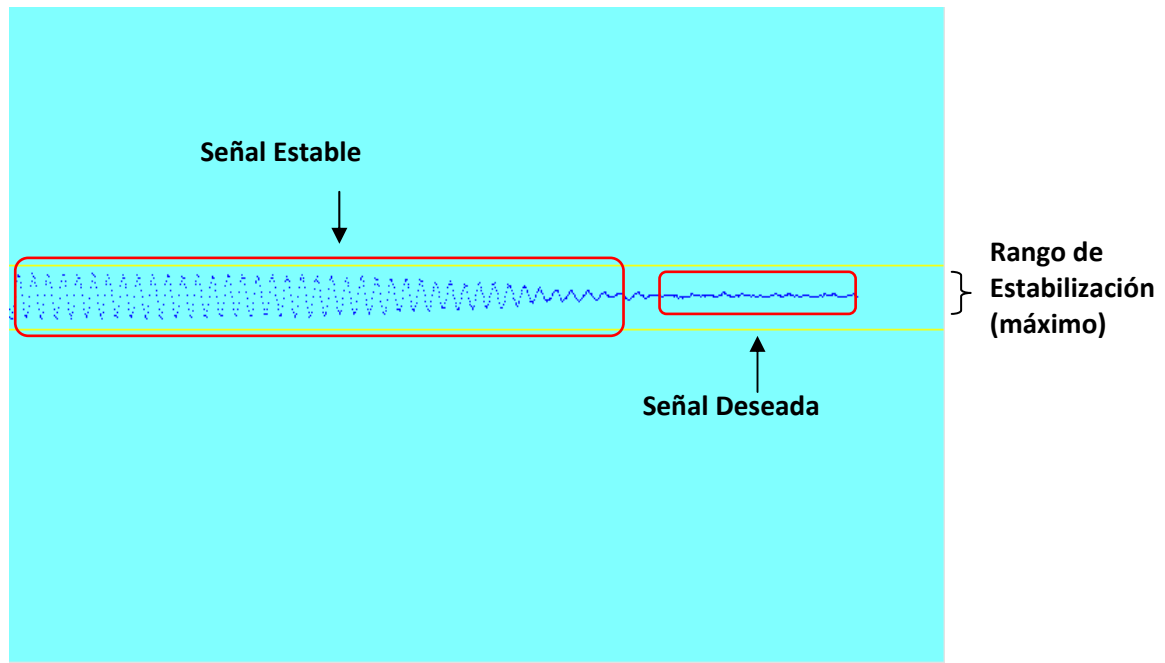 Señal Estable
Rango de
Estabilización
(máximo)
Señal Deseada